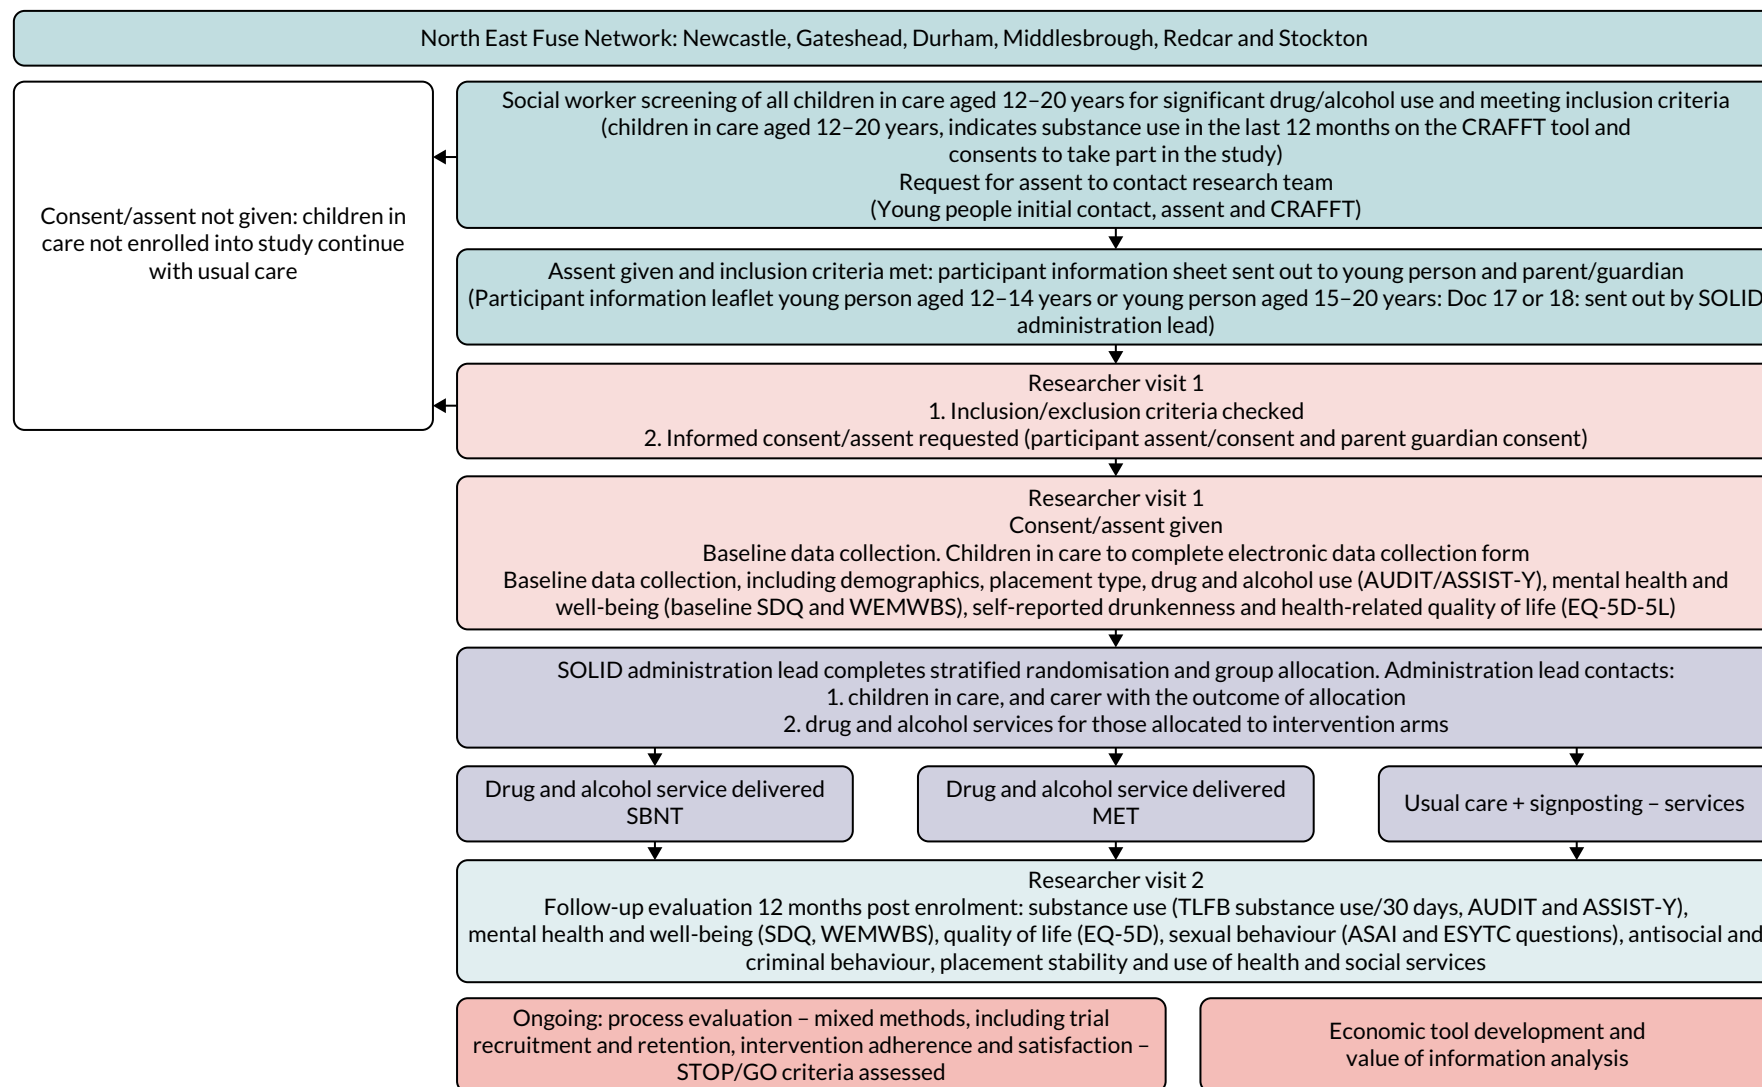 North East Fuse Network: Newcastle, Gateshead, Durham, Middlesbrough, Redcar and Stockton
Social worker screening of all children in care aged 12–20 years for significant drug/alcohol use and meeting inclusion criteria
(children in care aged 12–20 years, indicates substance use in the last 12 months on the CRAFFT tool and
consents to take part in the study)
Request for assent to contact research team
(Young people initial contact, assent and CRAFFT)
Consent/assent not given: children in
care not enrolled into study continue
with usual care
Assent given and inclusion criteria met: participant information sheet sent out to young person and parent/guardian
(Participant information leaflet young person aged 12–14 years or young person aged 15–20 years: Doc 17 or 18: sent out by SOLID
administration lead)
Researcher visit 1
1. Inclusion/exclusion criteria checked
2. Informed consent/assent requested (participant assent/consent and parent guardian consent)
Researcher visit 1
Consent/assent given
Baseline data collection. Children in care to complete electronic data collection form
Baseline data collection, including demographics, placement type, drug and alcohol use (AUDIT/ASSIST-Y), mental health and
well-being (baseline SDQ and WEMWBS), self-reported drunkenness and health-related quality of life (EQ-5D-5L)
SOLID administration lead completes stratified randomisation and group allocation. Administration lead contacts:
1. children in care, and carer with the outcome of allocation
2. drug and alcohol services for those allocated to intervention arms
Drug and alcohol service delivered
SBNT
Drug and alcohol service delivered
MET
Usual care + signposting – services
Researcher visit 2
Follow-up evaluation 12 months post enrolment: substance use (TLFB substance use/30 days, AUDIT and ASSIST-Y),
mental health and well-being (SDQ, WEMWBS), quality of life (EQ-5D), sexual behaviour (ASAI and ESYTC questions), antisocial and
criminal behaviour, placement stability and use of health and social services
Ongoing: process evaluation – mixed methods, including trial
recruitment and retention, intervention adherence and satisfaction –
STOP/GO criteria assessed
Economic tool development and
value of information analysis